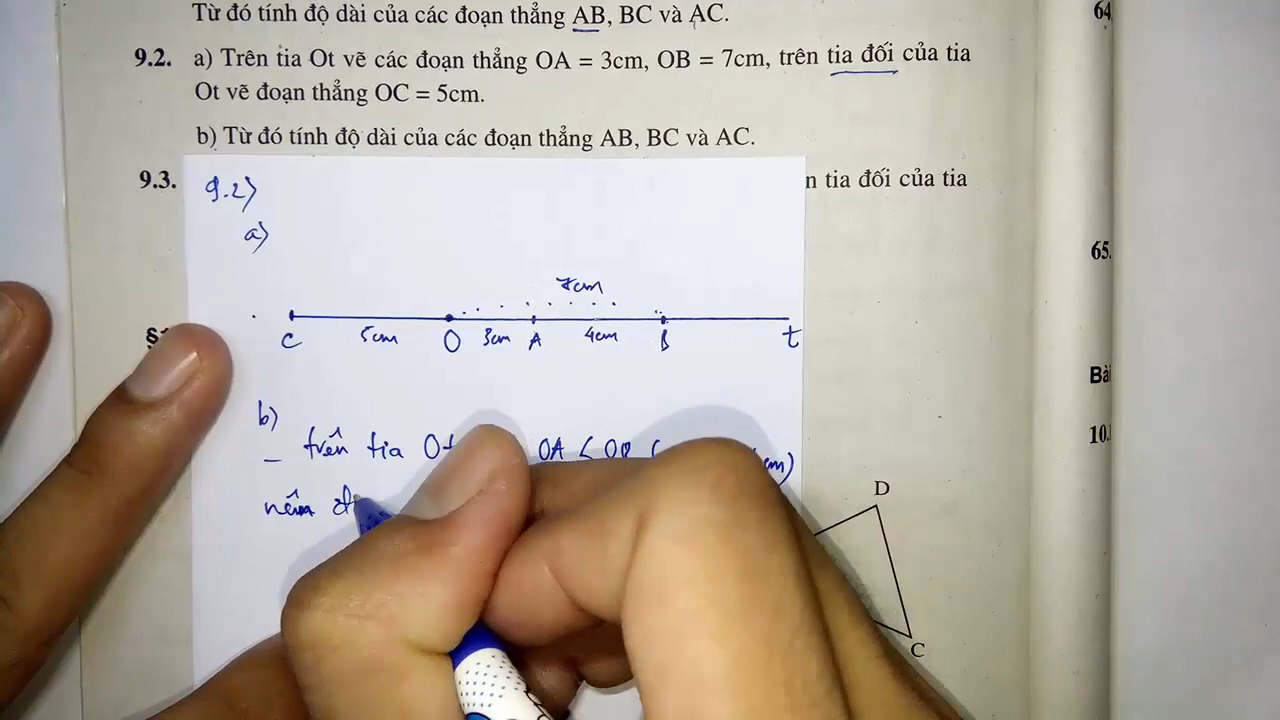 Từ đó tính độ dài của các đoạn thẳng AB, BC và AC.
64
9.2. a) Trên tia Ot vẽ các đoạn thẳng OA = 3cm, OB = 7cm, trên tia đối của tia
Ot vẽ đoạn thẳng OC = 5cm.
b) Từ đó tính độ dài của các đoạn thẳng AB, BC và AC.
9.3.
n tia đối của tia
9.2)
a)
65.
7cm
C 5cm O 3cm A 4cm B t
§
Bài
b)
- trên tia Ot OA < OB ( cm)
10.
nên
D
C